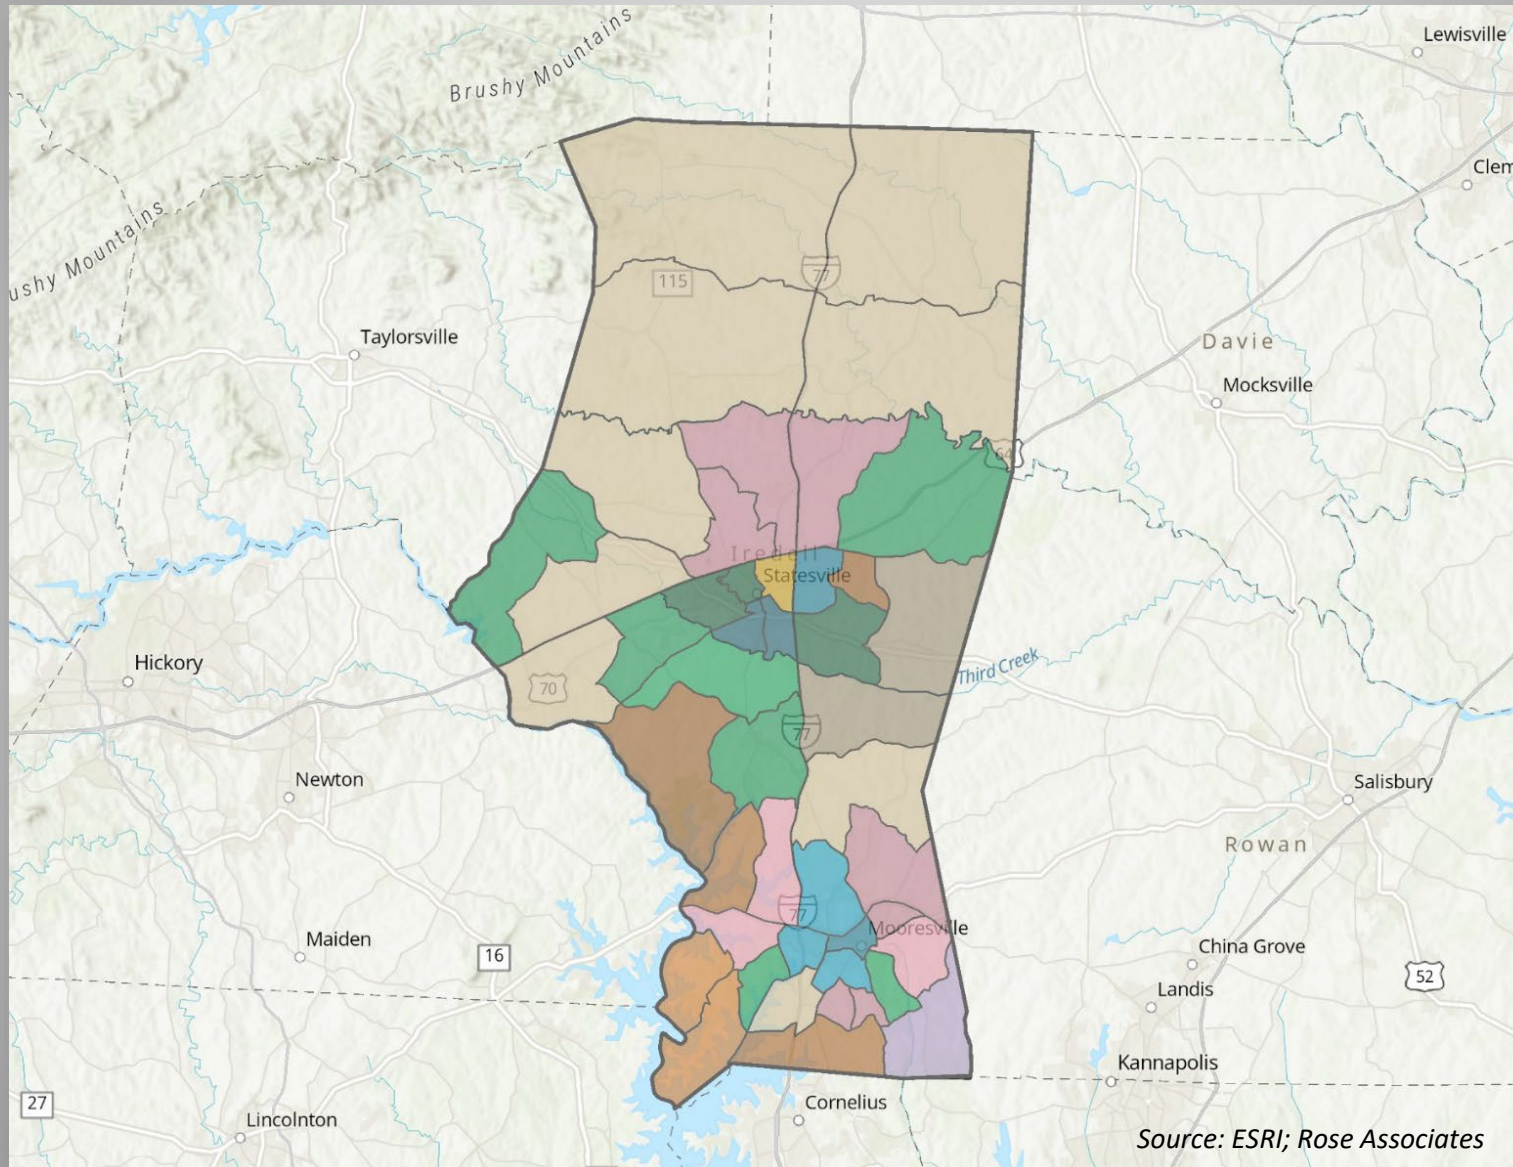 Brushy Mountains
Lewisville
Clem
ushy Mountains
77
115
Taylorsville
Davie
Mocksville
64
Iredell
Statesville
Hickory
Third Creek
70
77
Newton
Salisbury
Rowan
77
Mooresville
Maiden
16
China Grove
52
Landis
Kannapolis
27
Cornelius
Lincolnton
Source: ESRI; Rose Associates